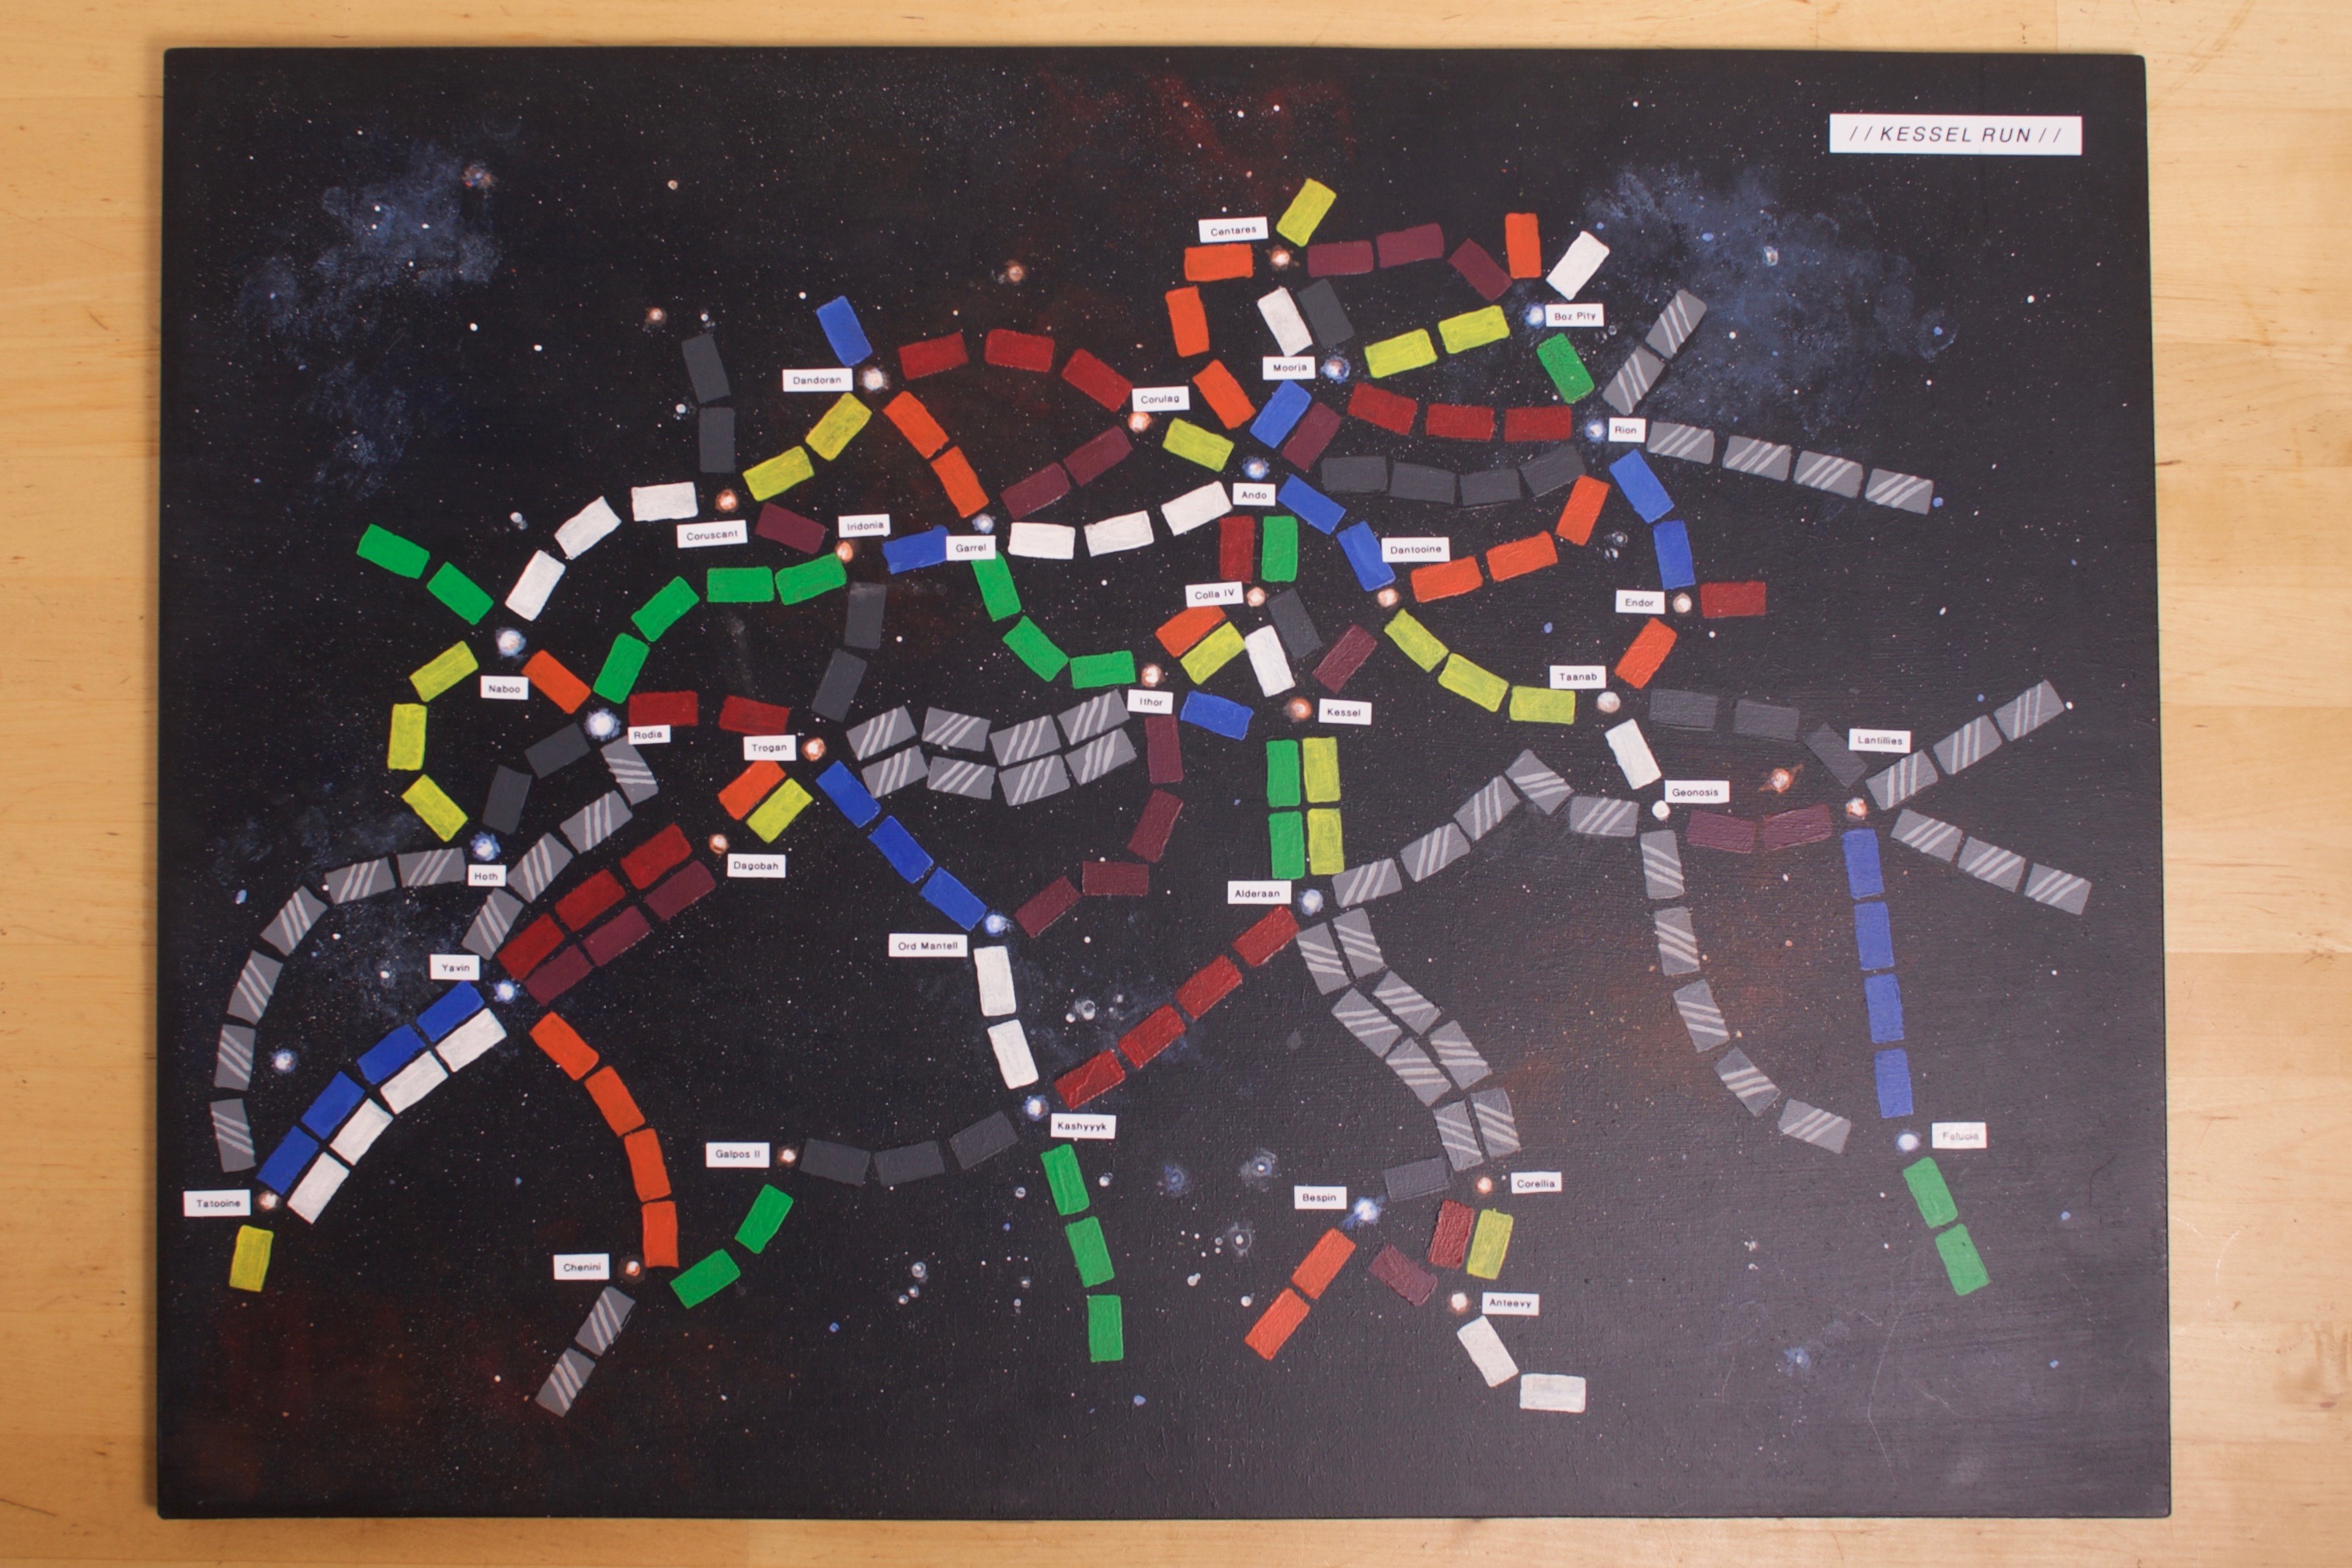 // KESSEL RUN //
Centares
Boz Pity
Moorja
Dandoran
Corulag
Rion
Ando
Iridonia
Coruscant
Garrel
Dantooine
Colla IV
Endor
Taanab
Naboo
Ithor
Kessel
Rodia
Trogan
Lantillies
Geonosis
Dagobah
Hoth
Alderaan
Ord Mantell
Yavin
Kashyyyk
Felucia
Galpos II
Corellia
Bespin
Tatooine
Chenini
Anteevy